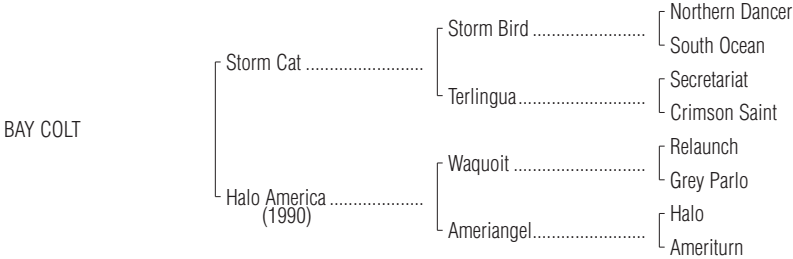 Northern Dancer
Storm Bird ........................
South Ocean
Storm Cat .........................
Secretariat
Terlingua...........................
Crimson Saint
BAY COLT
Relaunch
Waquoit ............................
Grey Parlo
Halo America ....................
(1990)
Halo
Ameriangel........................
Ameriturn